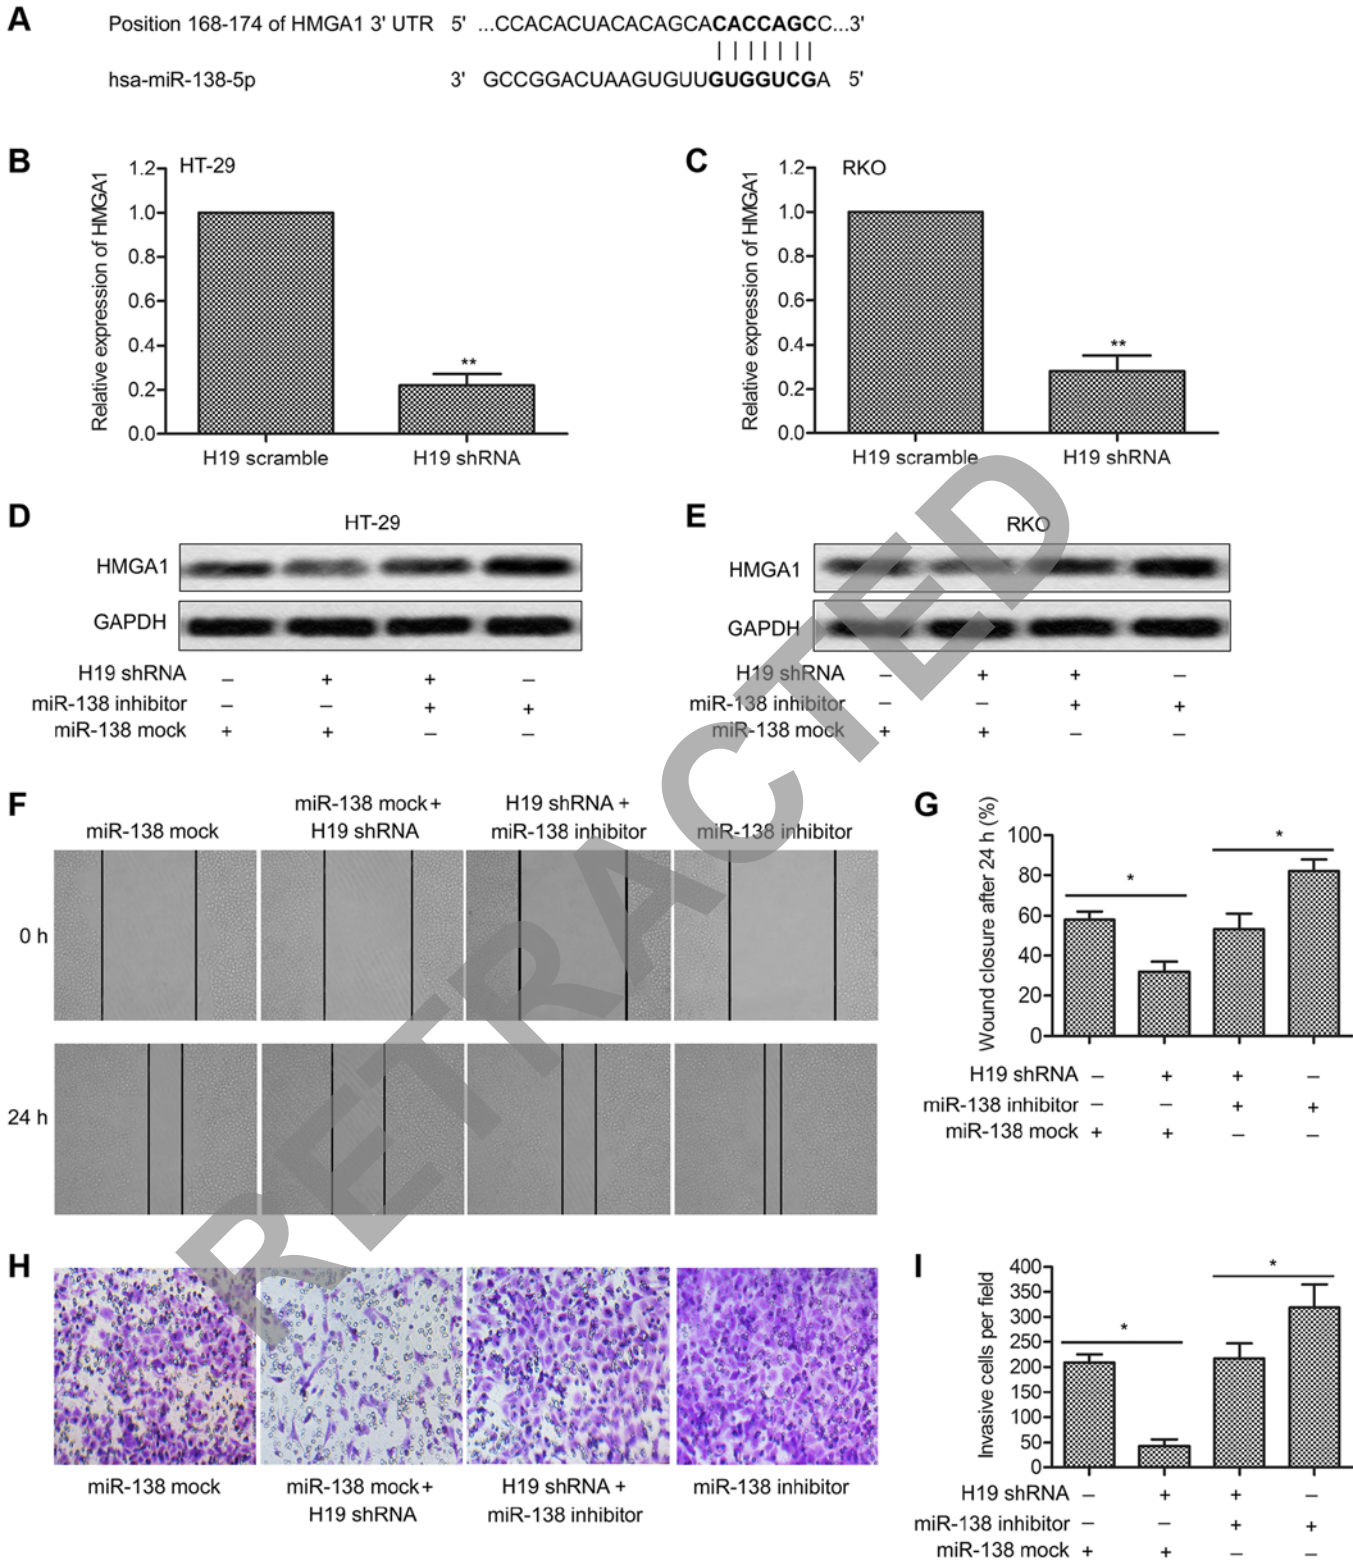 A
Position 168-174 of HMGA1 3' UTR 5' ...CCACACUACACAGCACACCAGCC...3'
hsa-miR-138-5p 3' GCCGGACUAAGUGUUGUGGUCGA 5'
B
HT-29
Relative expression of HMGA1
1.2
1.0
0.8
0.6
0.4
0.2
0.0
**
H19 scramble H19 shRNA
C
RKO
Relative expression of HMGA1
1.2
1.0
0.8
0.6
0.4
0.2
0.0
**
H19 scramble H19 shRNA
D
HT-29
HMGA1
GAPDH
H19 shRNA – + + –
miR-138 inhibitor – – + +
miR-138 mock + + – –
E
RKO
HMGA1
GAPDH
H19 shRNA – + + –
miR-138 inhibitor – – + +
miR-138 mock + + – –
F
miR-138 mock
miR-138 mock +
H19 shRNA
H19 shRNA +
miR-138 inhibitor
miR-138 inhibitor
0 h
24 h
G
Wound closure after 24 h (%)
100
80
60
40
20
0
* *
H19 shRNA – + + –
miR-138 inhibitor – – + +
miR-138 mock + + – –
H
miR-138 mock
miR-138 mock +
H19 shRNA
H19 shRNA +
miR-138 inhibitor
miR-138 inhibitor
I
Invasive cells per field
400
350
300
250
200
150
100
50
0
* *
H19 shRNA – + + –
miR-138 inhibitor – – + +
miR-138 mock + + – –
RETRACTED